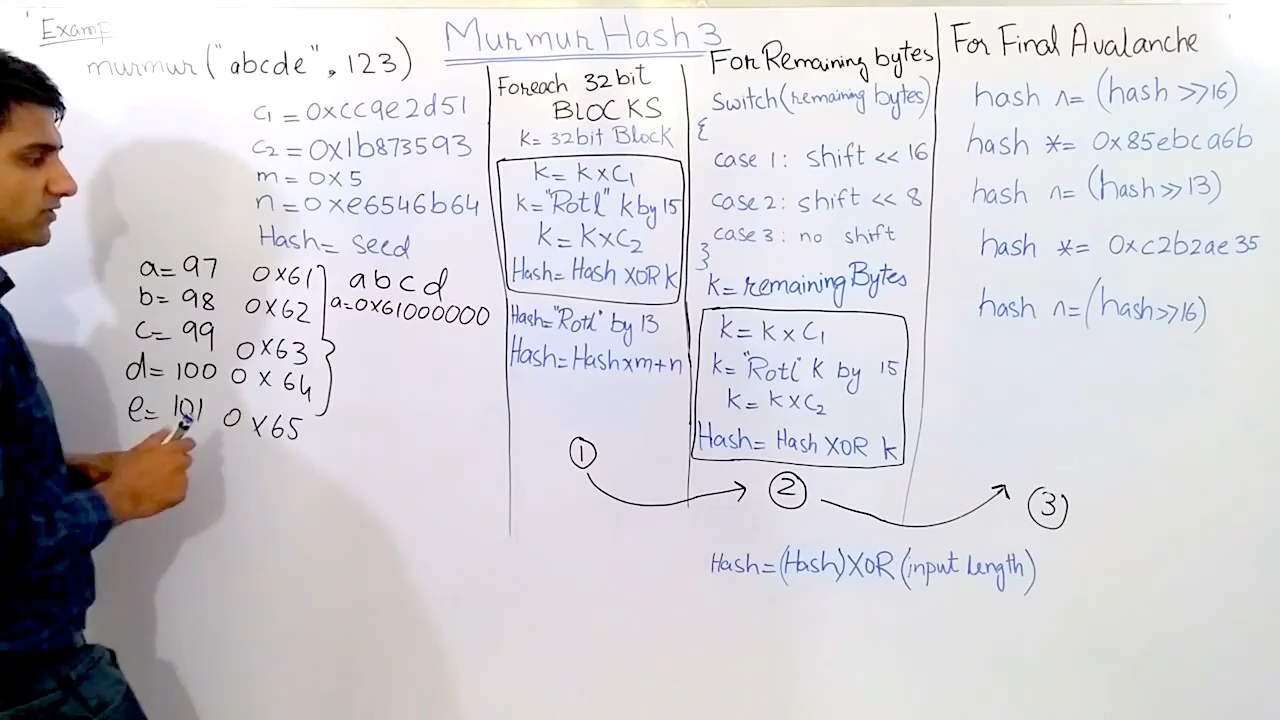 Examp
murmur("abcde", 123)
c₁ = 0xcc9e2d51
c₂ = 0x1b873593
m = 0x5
n = 0xe6546b64
Hash = seed
a= 97 0x61
b= 98 0x62
c= 99 0x63
d= 100 0x64
e= 101 0x65
abcd
a=0x61000000
MurmurHash3
Foreach 32bit
BLOCKS
k= 32bit Block
k= k×C₁
k= "Rotl" k by 15
k= k×C₂
Hash= Hash XOR k
Hash="Rotl" by 13
Hash=Hash×m+n
①
For Remaining bytes
Switch(remaining bytes)
{
case 1: shift << 16
case 2: shift << 8
case 3: no shift
}
k= remaining Bytes
k= k × C₁
k= "Rotl" k by 15
k= k×C₂
Hash= Hash XOR k
②
For Final Avalanche
hash ^= (hash >>16)
hash *= 0x85ebca6b
hash ^= (hash>>13)
hash *= 0xc2b2ae35
hash ^= (hash>>16)
③
Hash=(Hash)XOR(input Length)